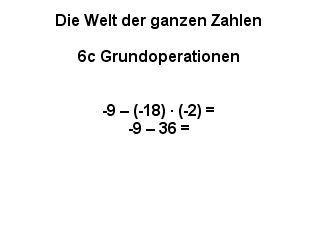 Die Welt der ganzen Zahlen
6c Grundoperationen
-9 – (-18) · (-2) =
-9 – 36 =